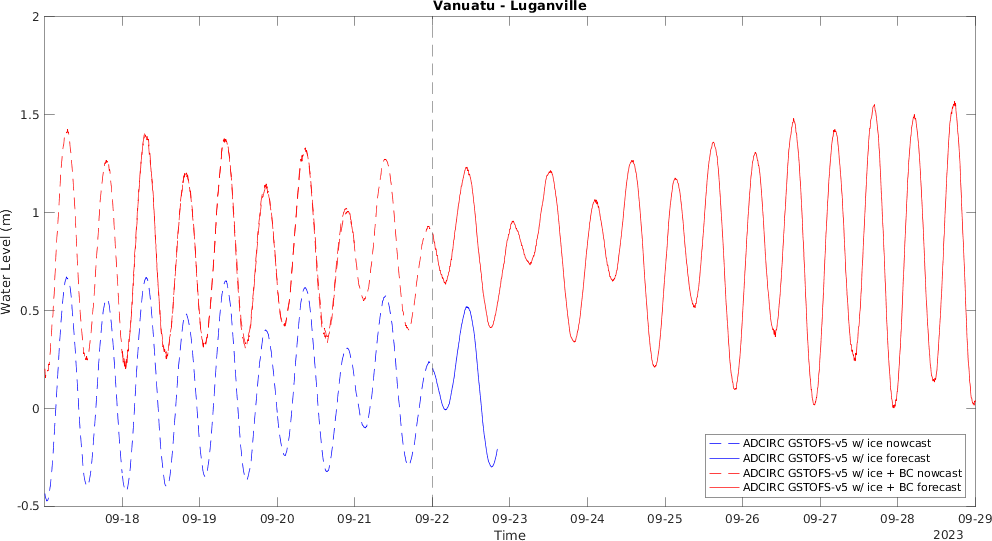 Vanuatu - Luganville
2
1.5
1
0.5
0
-0.5
Water Level (m)
09-18 09-19 09-20 09-21 09-22 09-23 09-24 09-25 09-26 09-27 09-28 09-29
Time
2023
ADCIRC GSTOFS-v5 w/ ice nowcast
ADCIRC GSTOFS-v5 w/ ice forecast
ADCIRC GSTOFS-v5 w/ ice + BC nowcast
ADCIRC GSTOFS-v5 w/ ice + BC forecast